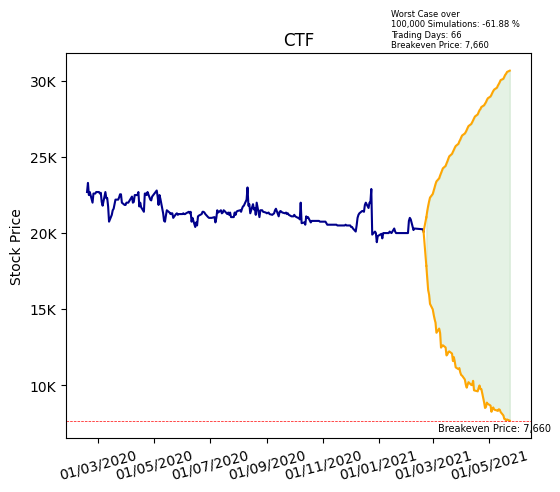 Worst Case over
100,000 Simulations: -61.88 %
Trading Days: 66
Breakeven Price: 7,660
CTF
Stock Price
30K
25K
20K
15K
10K
Breakeven Price: 7,660
01/03/2020
01/05/2020
01/07/2020
01/09/2020
01/11/2020
01/01/2021
01/03/2021
01/05/2021